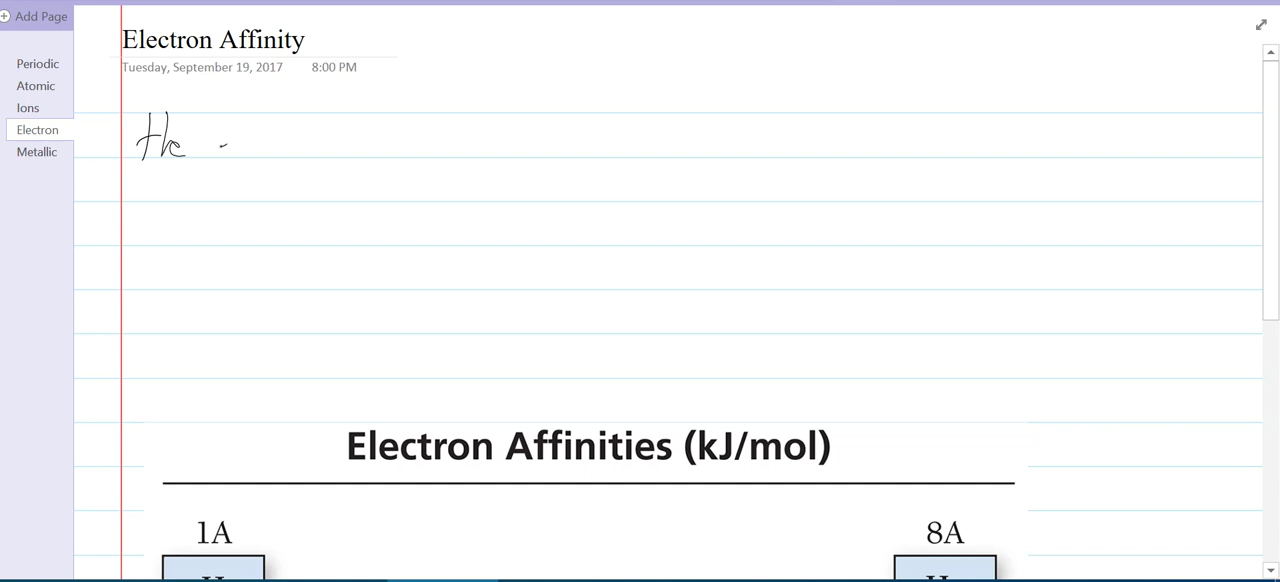 Add Page
Periodic
Atomic
Ions
Electron
Metallic
Electron Affinity
Tuesday, September 19, 2017 8:00 PM
the
Electron Affinities (kJ/mol)
1A 8A